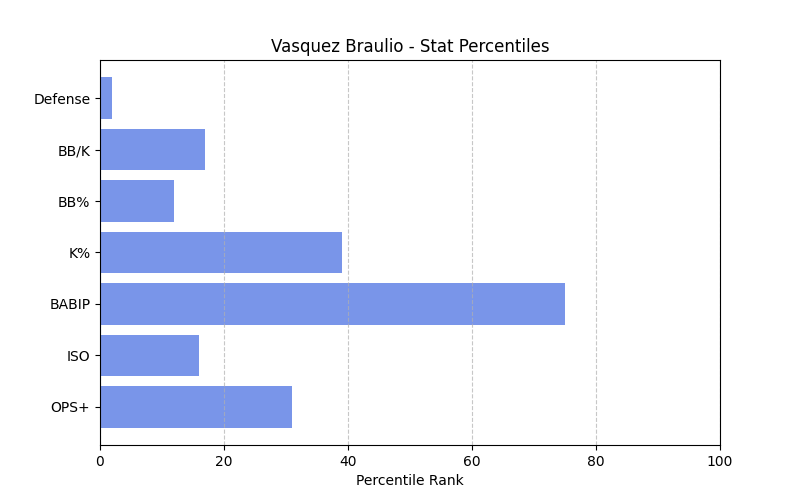 Vasquez Braulio - Stat Percentiles
Defense
BB/K
BB%
K%
BABIP
ISO
OPS+
0 20 40 60 80 100
Percentile Rank